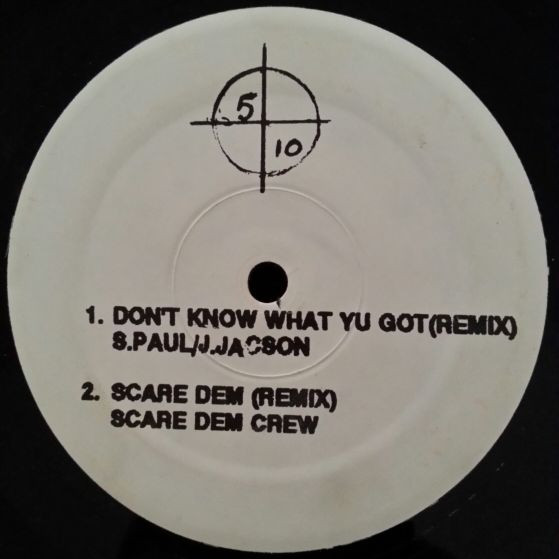 5
10
1. DON'T KNOW WHAT YU GOT(REMIX)
S.PAUL/J.JACSON
2. SCARE DEM (REMIX)
SCARE DEM CREW